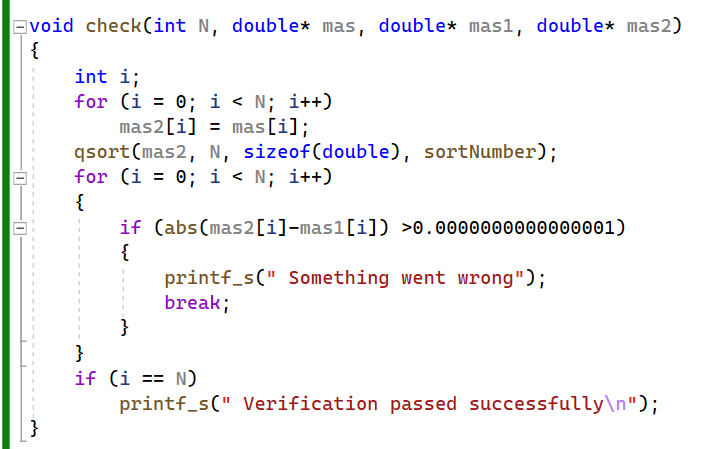 void check(int N, double* mas, double* mas1, double* mas2)
{
    int i;
    for (i = 0; i < N; i++)
        mas2[i] = mas[i];
    qsort(mas2, N, sizeof(double), sortNumber);
    for (i = 0; i < N; i++)
    {
        if (abs(mas2[i]-mas1[i]) >0.0000000000000001)
        {
            printf_s(" Something went wrong");
            break;
        }
    }
    if (i == N)
        printf_s(" Verification passed successfully\n");
}